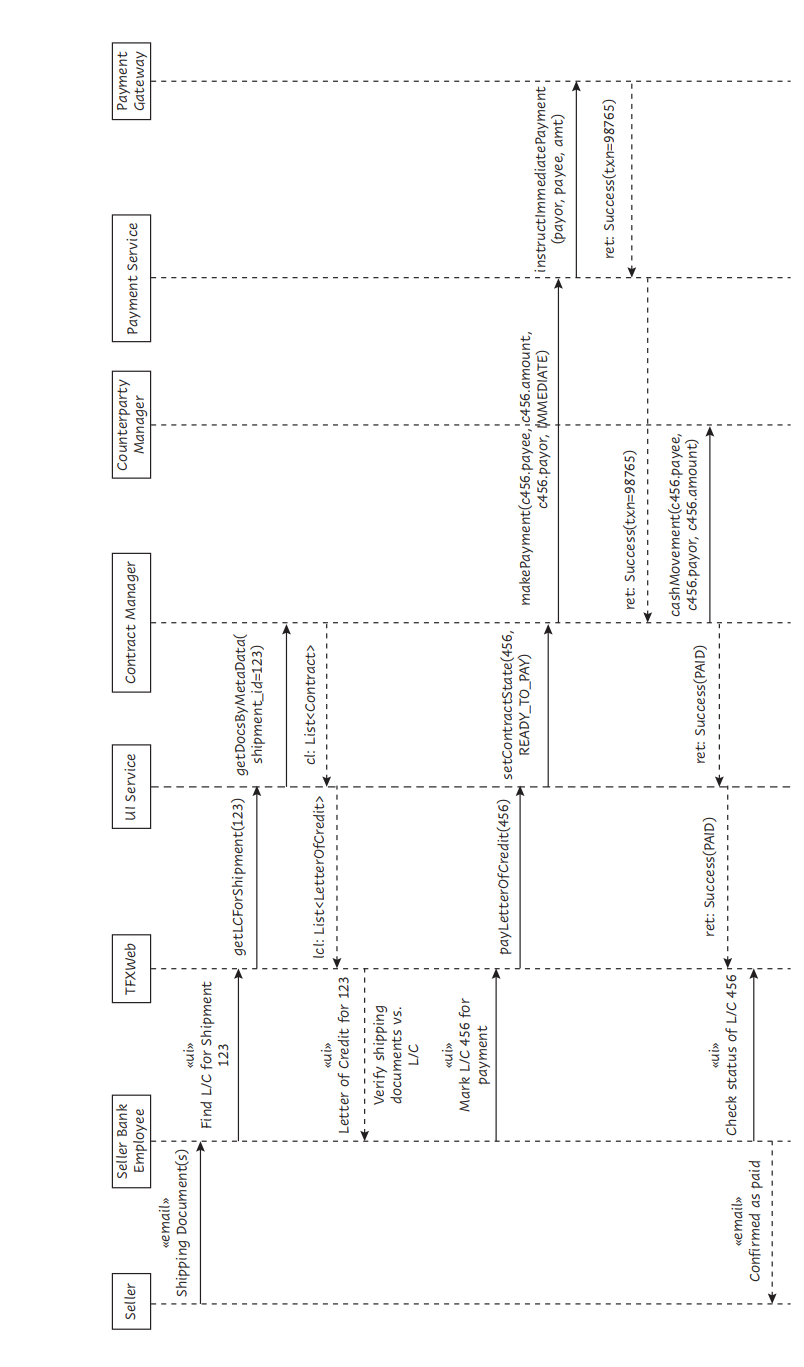 Seller
Seller Bank
Employee
TFXWeb
UI Service
Contract Manager
Counterparty
Manager
Payment Service
Payment
Gateway
«email»
Shipping Document(s)
«ui»
Find L/C for Shipment
123
getLCForShipment(123)
getDocsByMetaData(
shipment_id=123)
cl: List<Contract>
lcl: List<LetterOfCredit>
«ui»
Letter of Credit for 123
Verify shipping
documents vs.
L/C
«ui»
Mark L/C 456 for
payment
payLetterOfCredit(456)
setContractState(456,
READY_TO_PAY)
makePayment(c456.payee, c456.amount,
c456.payor, IMMEDIATE)
instructImmediatePayment
(payor, payee, amt)
ret: Success(txn=98765)
ret: Success(txn=98765)
cashMovement(c456.payee,
c456.payor, c456.amount)
ret: Success(PAID)
ret: Success(PAID)
«ui»
Check status of L/C 456
«email»
Confirmed as paid